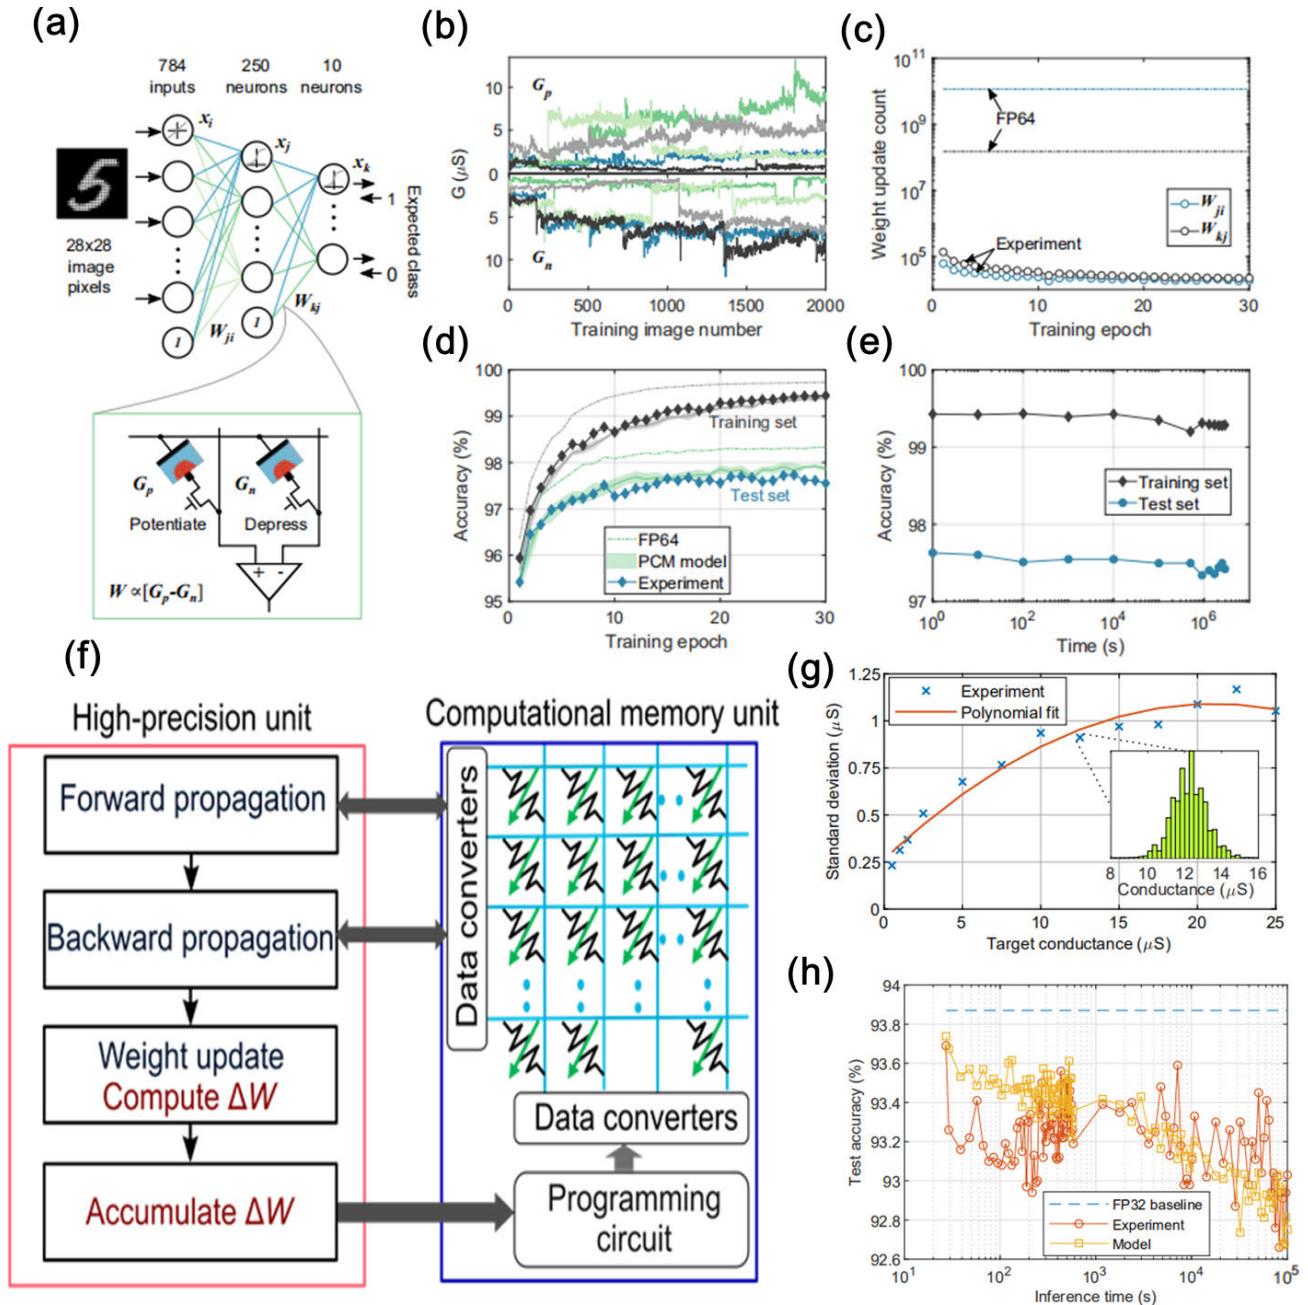 (a)
784
inputs
250
neurons
10
neurons
x_i
x_j
x_k
1
0
Expected class
28x28
image
pixels
W_ji
W_kj
1
1
G_p
G_n
Potentiate
Depress
+ -
W ∝[G_p-G_n]
(b)
G (μS)
10
5
0
5
10
G_p
G_n
0
500
1000
1500
2000
Training image number
(c)
Weight update count
10^11
10^9
10^7
10^5
FP64
Experiment
W_ji
W_kj
0
10
20
30
Training epoch
(d)
Accuracy (%)
100
99
98
97
96
95
Training set
Test set
FP64
PCM model
Experiment
0
10
20
30
Training epoch
(e)
Accuracy (%)
100
99
98
97
Training set
Test set
10^0
10^2
10^4
10^6
Time (s)
(f)
High-precision unit
Forward propagation
Backward propagation
Weight update
Compute ΔW
Accumulate ΔW
Computational memory unit
Data converters
Data converters
Programming
circuit
(g)
Standard deviation (μS)
1.25
1
0.75
0.5
0.25
0
Experiment
Polynomial fit
8
10
12
14
16
Conductance (μS)
5
10
15
20
25
Target conductance (μS)
(h)
Test accuracy (%)
94
93.8
93.6
93.4
93.2
93
92.8
92.6
FP32 baseline
Experiment
Model
10^1
10^2
10^3
10^4
10^5
Inference time (s)